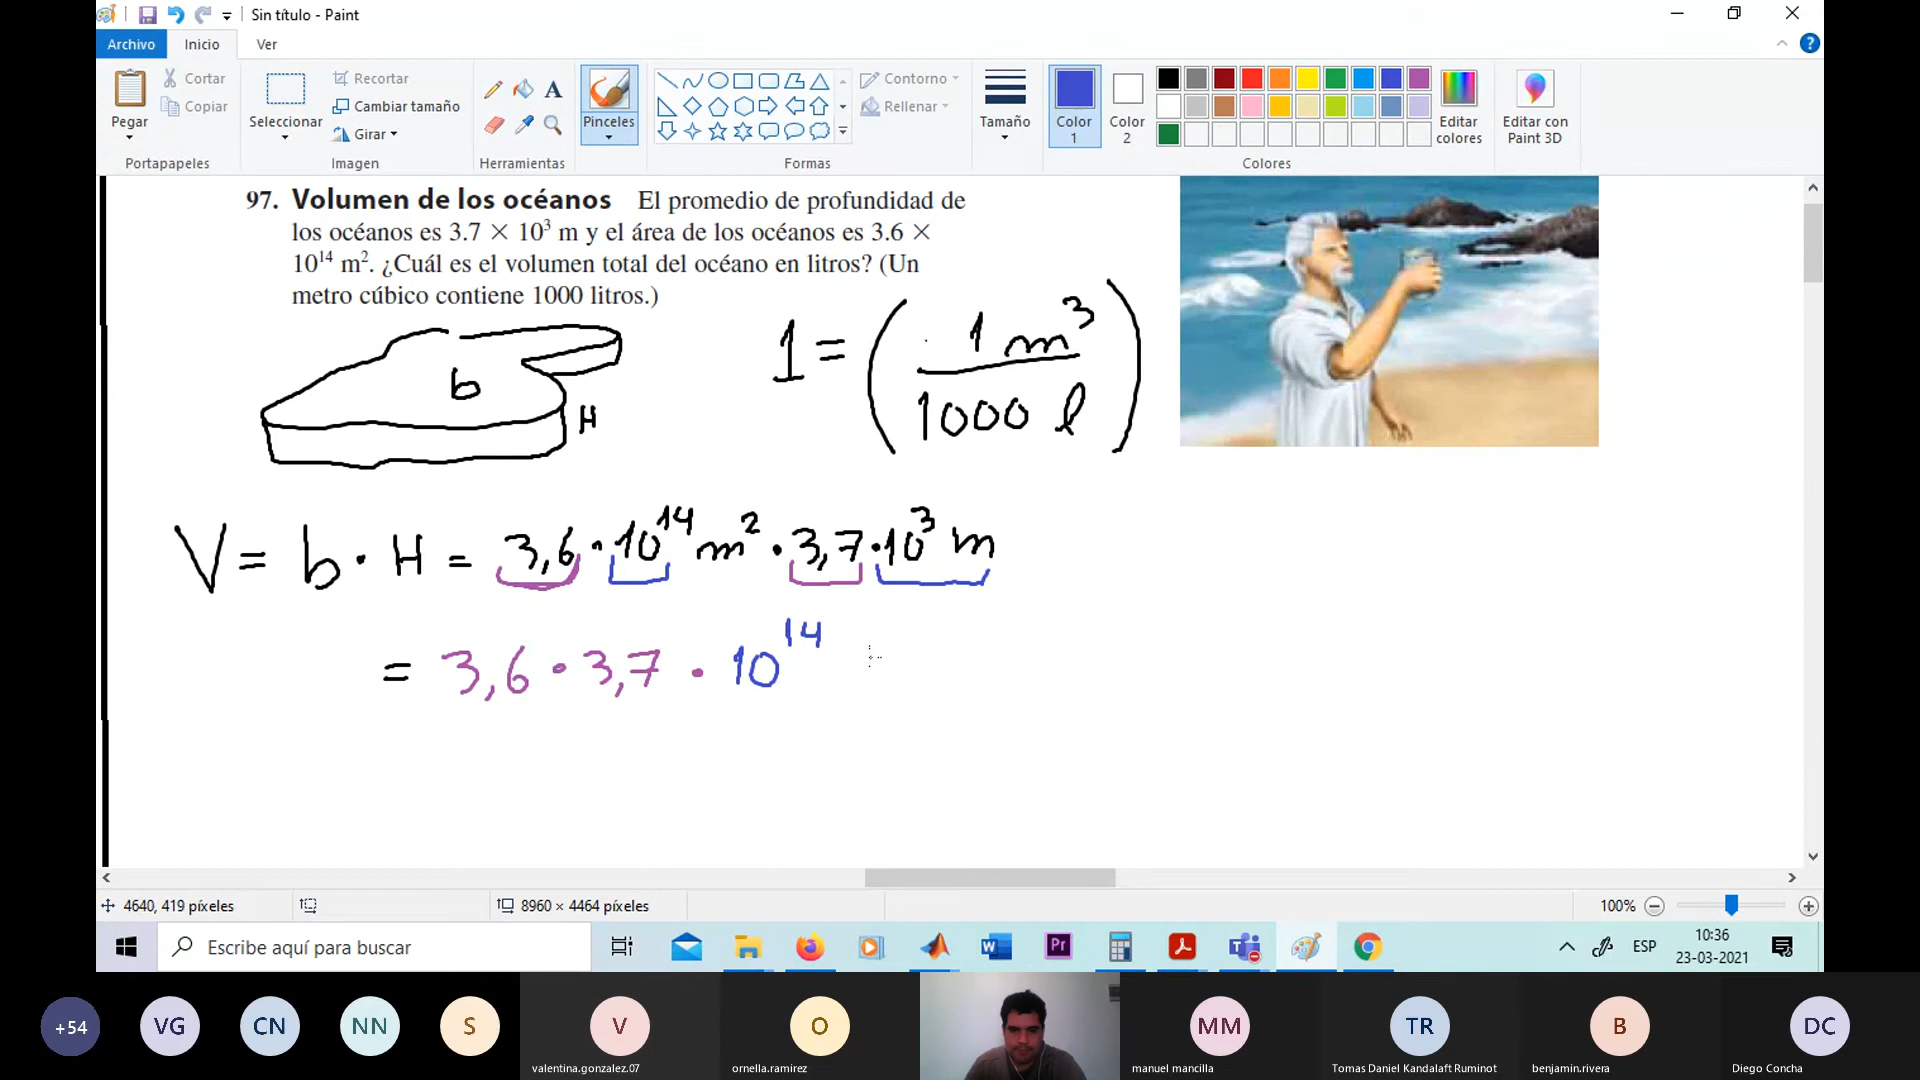 Sin título - Paint
Archivo Inicio Ver
Pegar
Cortar
Copiar
Portapapeles
Seleccionar
Recortar
Cambiar tamaño
Girar
Imagen
A
Herramientas
Pinceles
Contorno
Rellenar
Formas
Tamaño
Color 1
Color 2
Editar colores
Editar con Paint 3D
Colores
97. Volumen de los océanos El promedio de profundidad de
los océanos es 3.7 × 10³ m y el área de los océanos es 3.6 ×
10¹⁴ m². ¿Cuál es el volumen total del océano en litros? (Un
metro cúbico contiene 1000 litros.)
b
H
1 = ( 1 m³ / 1000 l )
V = b · H = 3,6 · 10¹⁴ m² · 3,7 · 10³ m
= 3,6 · 3,7 · 10¹⁴
4640, 419 píxeles
8960 × 4464 píxeles
100%
Escribe aquí para buscar
W
Pr
ESP
10:36
23-03-2021
+54 VG CN NN S V O MM TR B DC
valentina.gonzalez.07 ornella.ramirez manuel mancilla Tomas Daniel Kandalaft Ruminot benjamin.rivera Diego Concha